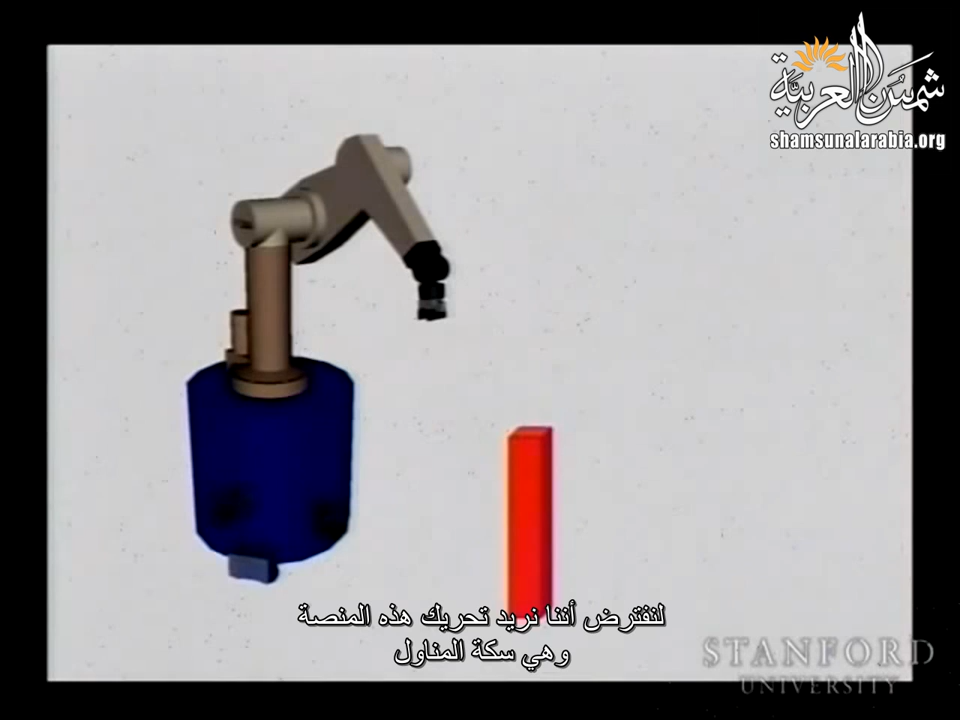 شمس العربية
shamsunalarabia.org
لنفترض أننا نريد تحريك هذه المنصة
وهي سكة المناول
STANFORD
UNIVERSITY